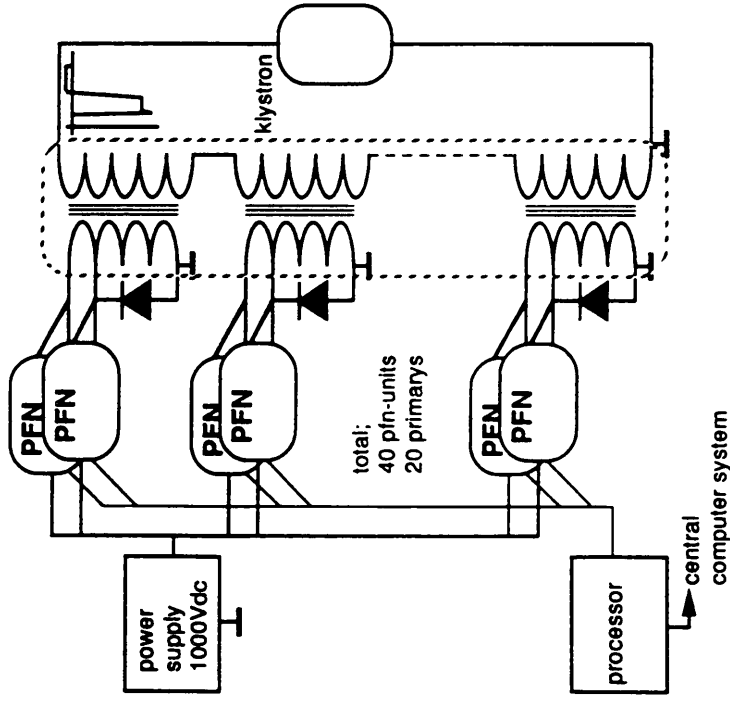 PFN
PFN
power
supply
1000Vdc
PFN
PFN
total;
40 pfn-units
20 primarys
PFN
PFN
processor
central
computer system
klystron